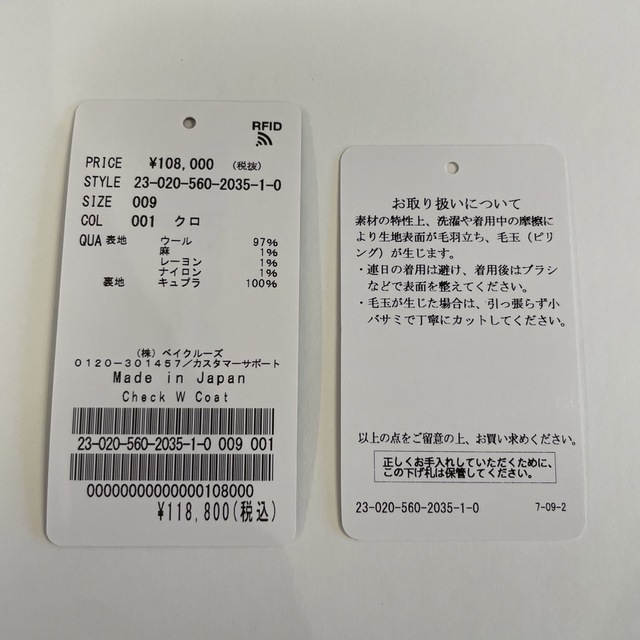 RFID
PRICE ¥108,000 (税抜)
STYLE 23-020-560-2035-1-0
SIZE 009
COL 001 クロ
QUA 表地 ウール 97%
麻 1%
レーヨン 1%
ナイロン 1%
裏地 キュプラ 100%
(株)ベイクルーズ
0120-301457/カスタマーサポート
Made in Japan
Check W Coat
23-020-560-2035-1-0 009 001
00000000000000108000
¥118,800(税込)
お取り扱いについて
素材の特性上、洗濯や着用中の摩擦に
より生地表面が毛羽立ち、毛玉(ピリ
ング)が生じます。
・連日の着用は避け、着用後はブラシ
などで表面を整えてください。
・毛玉が生じた場合は、引っ張らず小
バサミで丁寧にカットしてください。
以上の点をご留意の上、お買い求めください。
正しくお手入れしていただくために、
この下げ札は保管してください。
23-020-560-2035-1-0 7-09-2